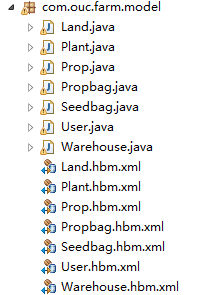 com.ouc.farm.model
Land.java
Plant.java
Prop.java
Propbag.java
Seedbag.java
User.java
Warehouse.java
Land.hbm.xml
Plant.hbm.xml
Prop.hbm.xml
Propbag.hbm.xml
Seedbag.hbm.xml
User.hbm.xml
Warehouse.hbm.xml